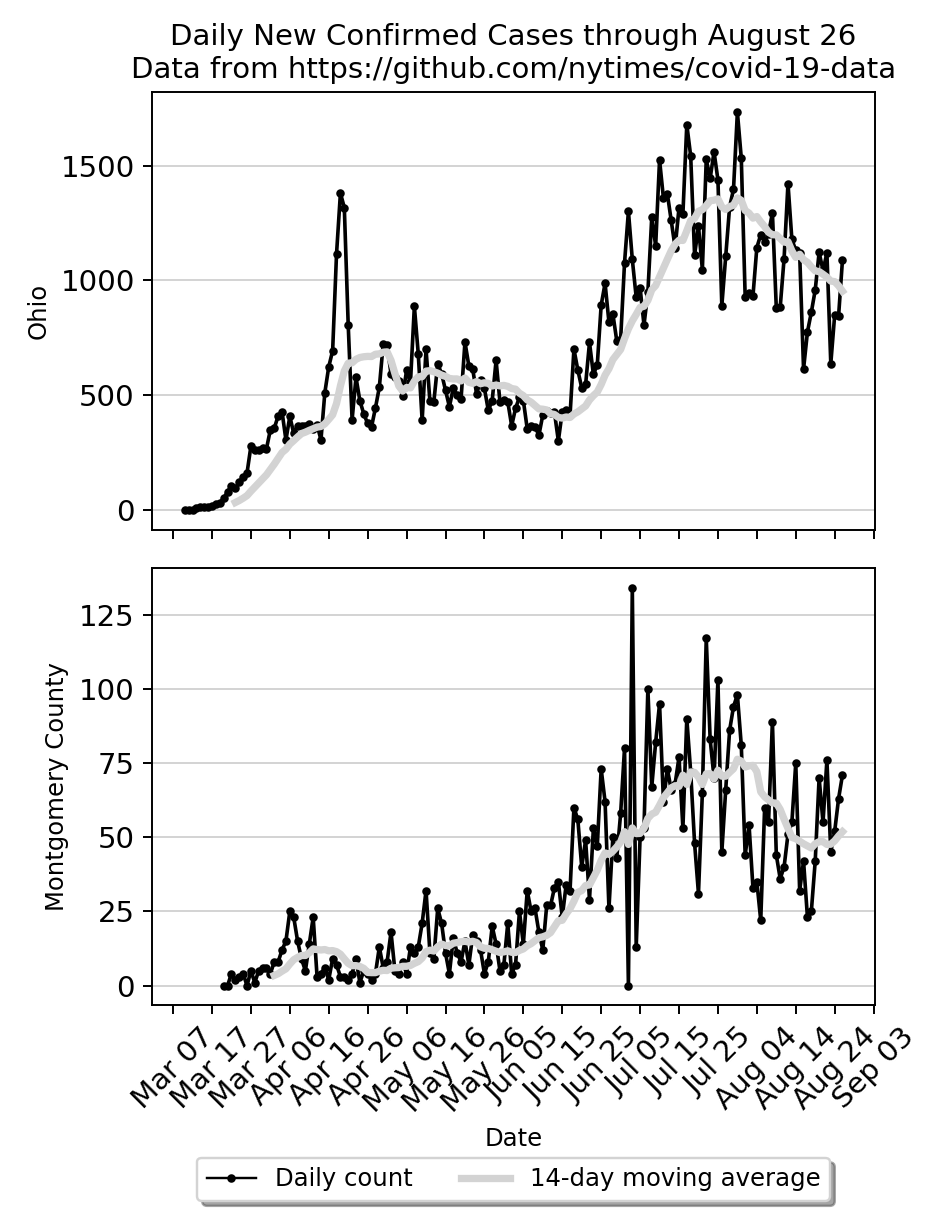 Daily New Confirmed Cases through August 26
Data from https://github.com/nytimes/covid-19-data
1500
1000
500
0
Ohio
125
100
75
50
25
0
Montgomery County
Mar 07
Mar 17
Mar 27
Apr 06
Apr 16
Apr 26
May 06
May 16
May 26
Jun 05
Jun 15
Jun 25
Jul 05
Jul 15
Jul 25
Aug 04
Aug 14
Aug 24
Sep 03
Date
Daily count
14-day moving average